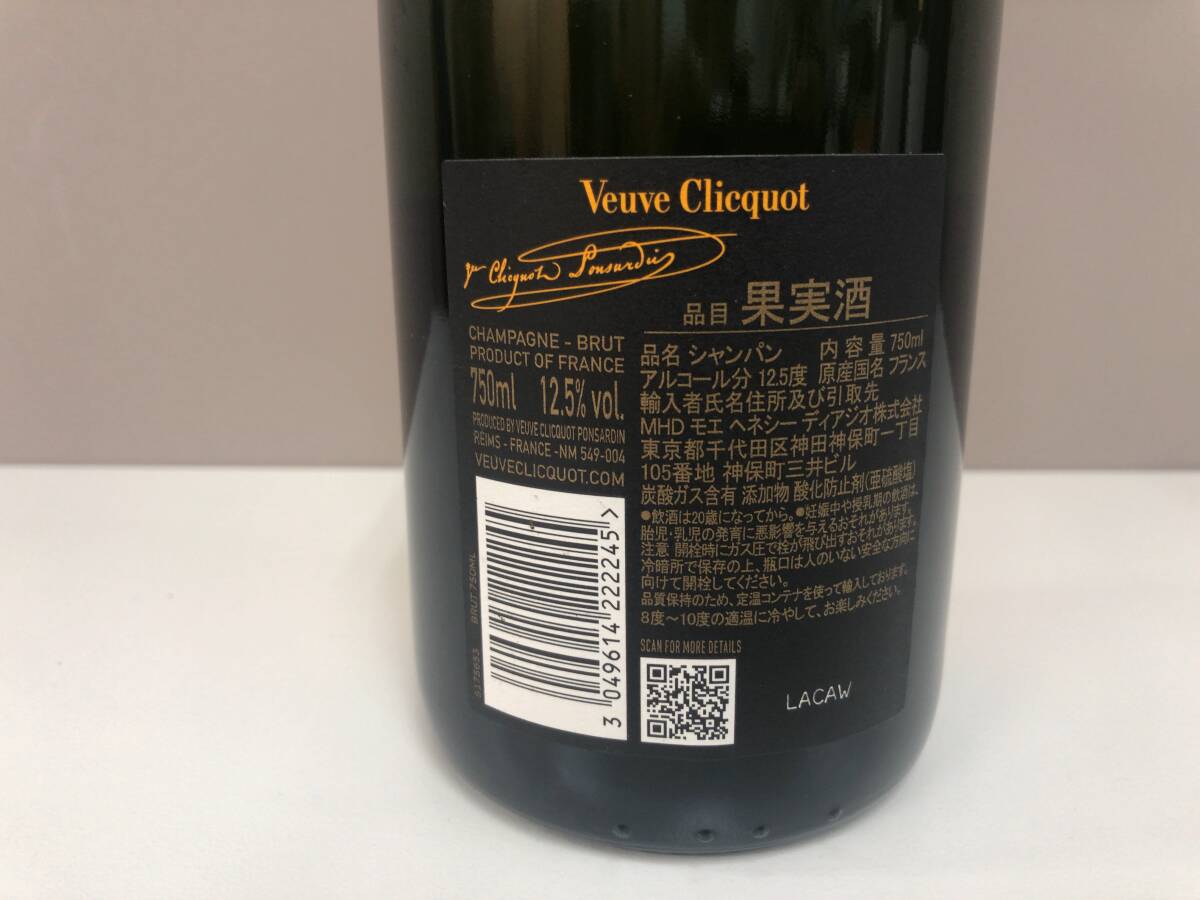 Veuve Clicquot
Vve Clicquot Ponsardin
CHAMPAGNE - BRUT
PRODUCT OF FRANCE
750ml 12.5% vol.
PRODUCED BY VEUVE CLICQUOT PONSARDIN
REIMS - FRANCE - NM 549-004
VEUVECLICQUOT.COM
BRUT 750ML
3 049614 222245 >
品目 果実酒
品名 シャンパン 内容量 750ml
アルコール分 12.5度 原産国名 フランス
輸入者氏名住所及び引取先
MHD モエ ヘネシー ディアジオ株式会社
東京都千代田区神田神保町一丁目
105番地 神保町三井ビル
炭酸ガス含有 添加物 酸化防止剤(亜硫酸塩)
●飲酒は20歳になってから。●妊娠中や授乳期の飲酒は、
胎児・乳児の発育に悪影響を与えるおそれがあります。
注意 開栓時にガス圧で栓が飛び出すおそれがあります。
冷暗所で保存の上、瓶口は人のいない安全な方向に
向けて開栓してください。
品質保持のため、定温コンテナを使って輸入しております。
8度～10度の適温に冷やして、お楽しみください。
SCAN FOR MORE DETAILS
LACAW